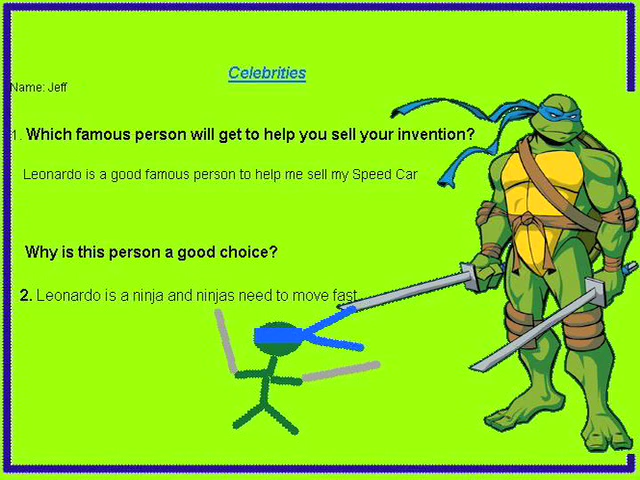 Celebrities
Name: Jeff
1. Which famous person will get to help you sell your invention?
Leonardo is a good famous person to help me sell my Speed Car
Why is this person a good choice?
2. Leonardo is a ninja and ninjas need to move fast